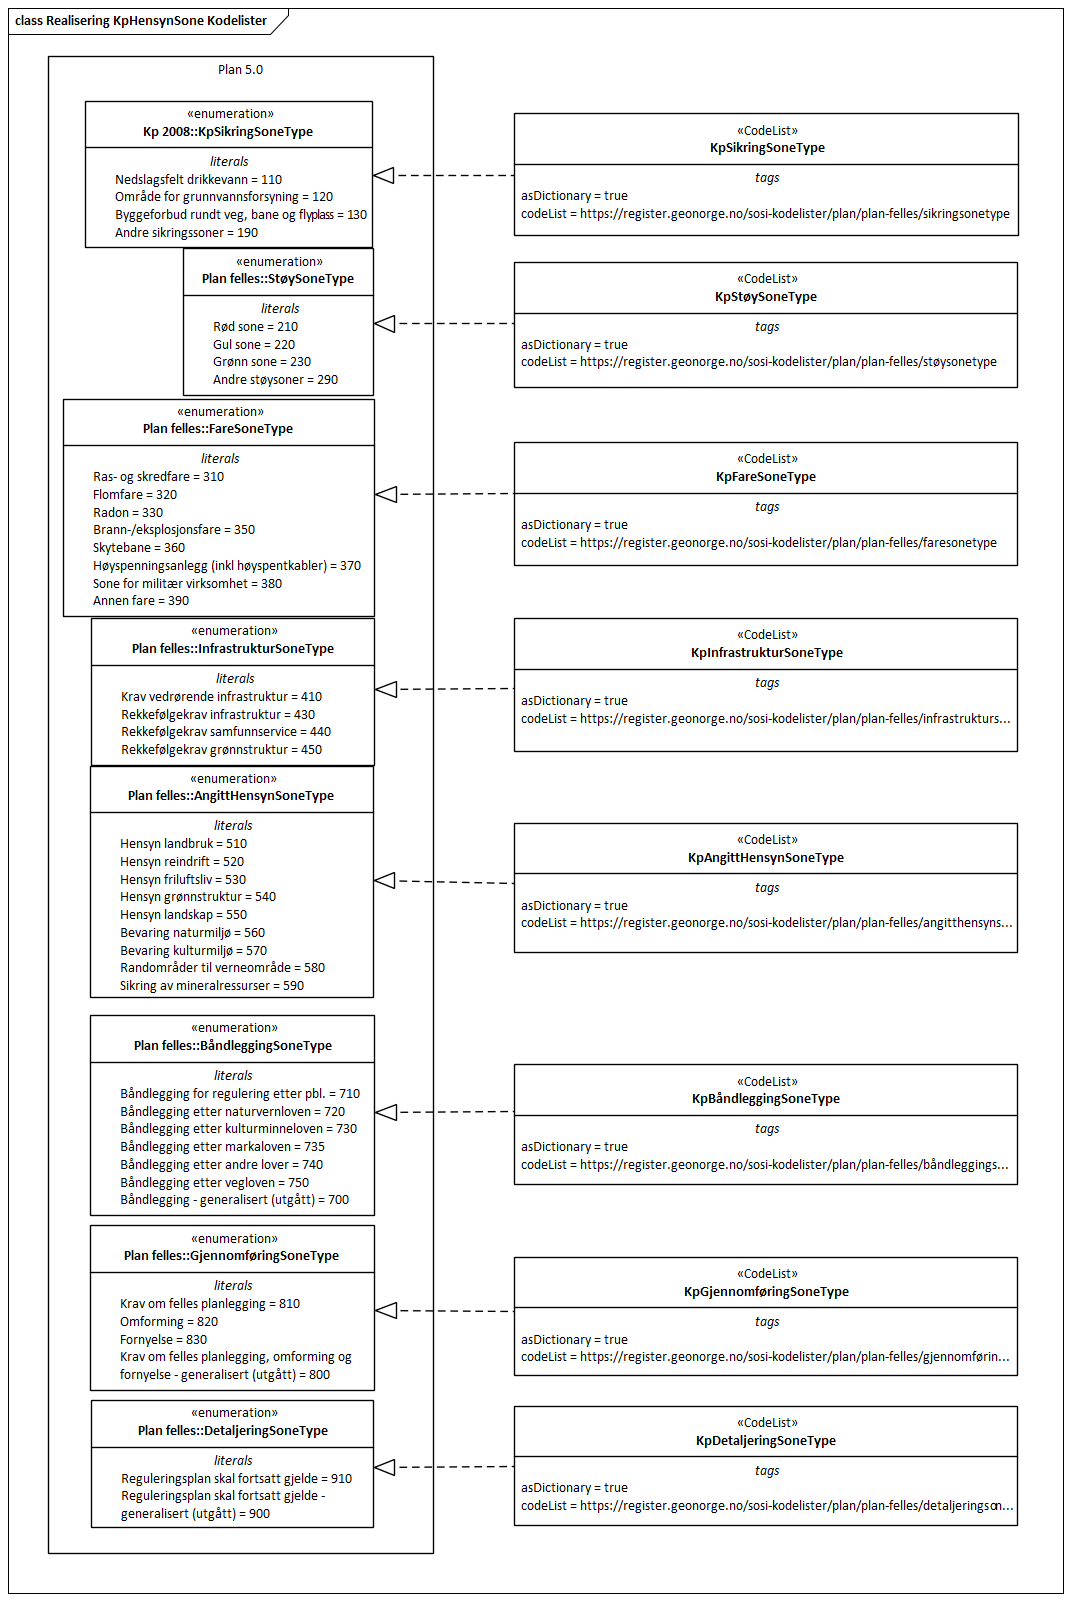 class Realisering KpHensynSone Kodelister
Plan 5.0
«enumeration»
Kp 2008::KpSikringSoneType
literals
Nedslagsfelt drikkevann = 110
Område for grunnvannsforsyning = 120
Byggeforbud rundt veg, bane og flyplass = 130
Andre sikringssoner = 190
«CodeList»
KpSikringSoneType
tags
asDictionary = true
codeList = https://register.geonorge.no/sosi-kodelister/plan/plan-felles/sikringsonetype
«enumeration»
Plan felles::StøySoneType
literals
Rød sone = 210
Gul sone = 220
Grønn sone = 230
Andre støysoner = 290
«CodeList»
KpStøySoneType
tags
asDictionary = true
codeList = https://register.geonorge.no/sosi-kodelister/plan/plan-felles/støysonetype
«enumeration»
Plan felles::FareSoneType
literals
Ras- og skredfare = 310
Flomfare = 320
Radon = 330
Brann-/eksplosjonsfare = 350
Skytebane = 360
Høyspenningsanlegg (inkl høyspentkabler) = 370
Sone for militær virksomhet = 380
Annen fare = 390
«CodeList»
KpFareSoneType
tags
asDictionary = true
codeList = https://register.geonorge.no/sosi-kodelister/plan/plan-felles/faresonetype
«enumeration»
Plan felles::InfrastrukturSoneType
literals
Krav vedrørende infrastruktur = 410
Rekkefølgekrav infrastruktur = 430
Rekkefølgekrav samfunnservice = 440
Rekkefølgekrav grønnstruktur = 450
«CodeList»
KpInfrastrukturSoneType
tags
asDictionary = true
codeList = https://register.geonorge.no/sosi-kodelister/plan/plan-felles/infrastrukturs...
«enumeration»
Plan felles::AngittHensynSoneType
literals
Hensyn landbruk = 510
Hensyn reindrift = 520
Hensyn friluftsliv = 530
Hensyn grønnstruktur = 540
Hensyn landskap = 550
Bevaring naturmiljø = 560
Bevaring kulturmiljø = 570
Randområder til verneområde = 580
Sikring av mineralressurser = 590
«CodeList»
KpAngittHensynSoneType
tags
asDictionary = true
codeList = https://register.geonorge.no/sosi-kodelister/plan/plan-felles/angitthensyns...
«enumeration»
Plan felles::BåndleggingSoneType
literals
Båndlegging for regulering etter pbl. = 710
Båndlegging etter naturvernloven = 720
Båndlegging etter kulturminneloven = 730
Båndlegging etter markaloven = 735
Båndlegging etter andre lover = 740
Båndlegging etter vegloven = 750
Båndlegging - generalisert (utgått) = 700
«CodeList»
KpBåndleggingSoneType
tags
asDictionary = true
codeList = https://register.geonorge.no/sosi-kodelister/plan/plan-felles/båndleggings...
«enumeration»
Plan felles::GjennomføringSoneType
literals
Krav om felles planlegging = 810
Omforming = 820
Fornyelse = 830
Krav om felles planlegging, omforming og
fornyelse - generalisert (utgått) = 800
«CodeList»
KpGjennomføringSoneType
tags
asDictionary = true
codeList = https://register.geonorge.no/sosi-kodelister/plan/plan-felles/gjennomførin...
«enumeration»
Plan felles::DetaljeringSoneType
literals
Reguleringsplan skal fortsatt gjelde = 910
Reguleringsplan skal fortsatt gjelde -
generalisert (utgått) = 900
«CodeList»
KpDetaljeringSoneType
tags
asDictionary = true
codeList = https://register.geonorge.no/sosi-kodelister/plan/plan-felles/detaljeringson...